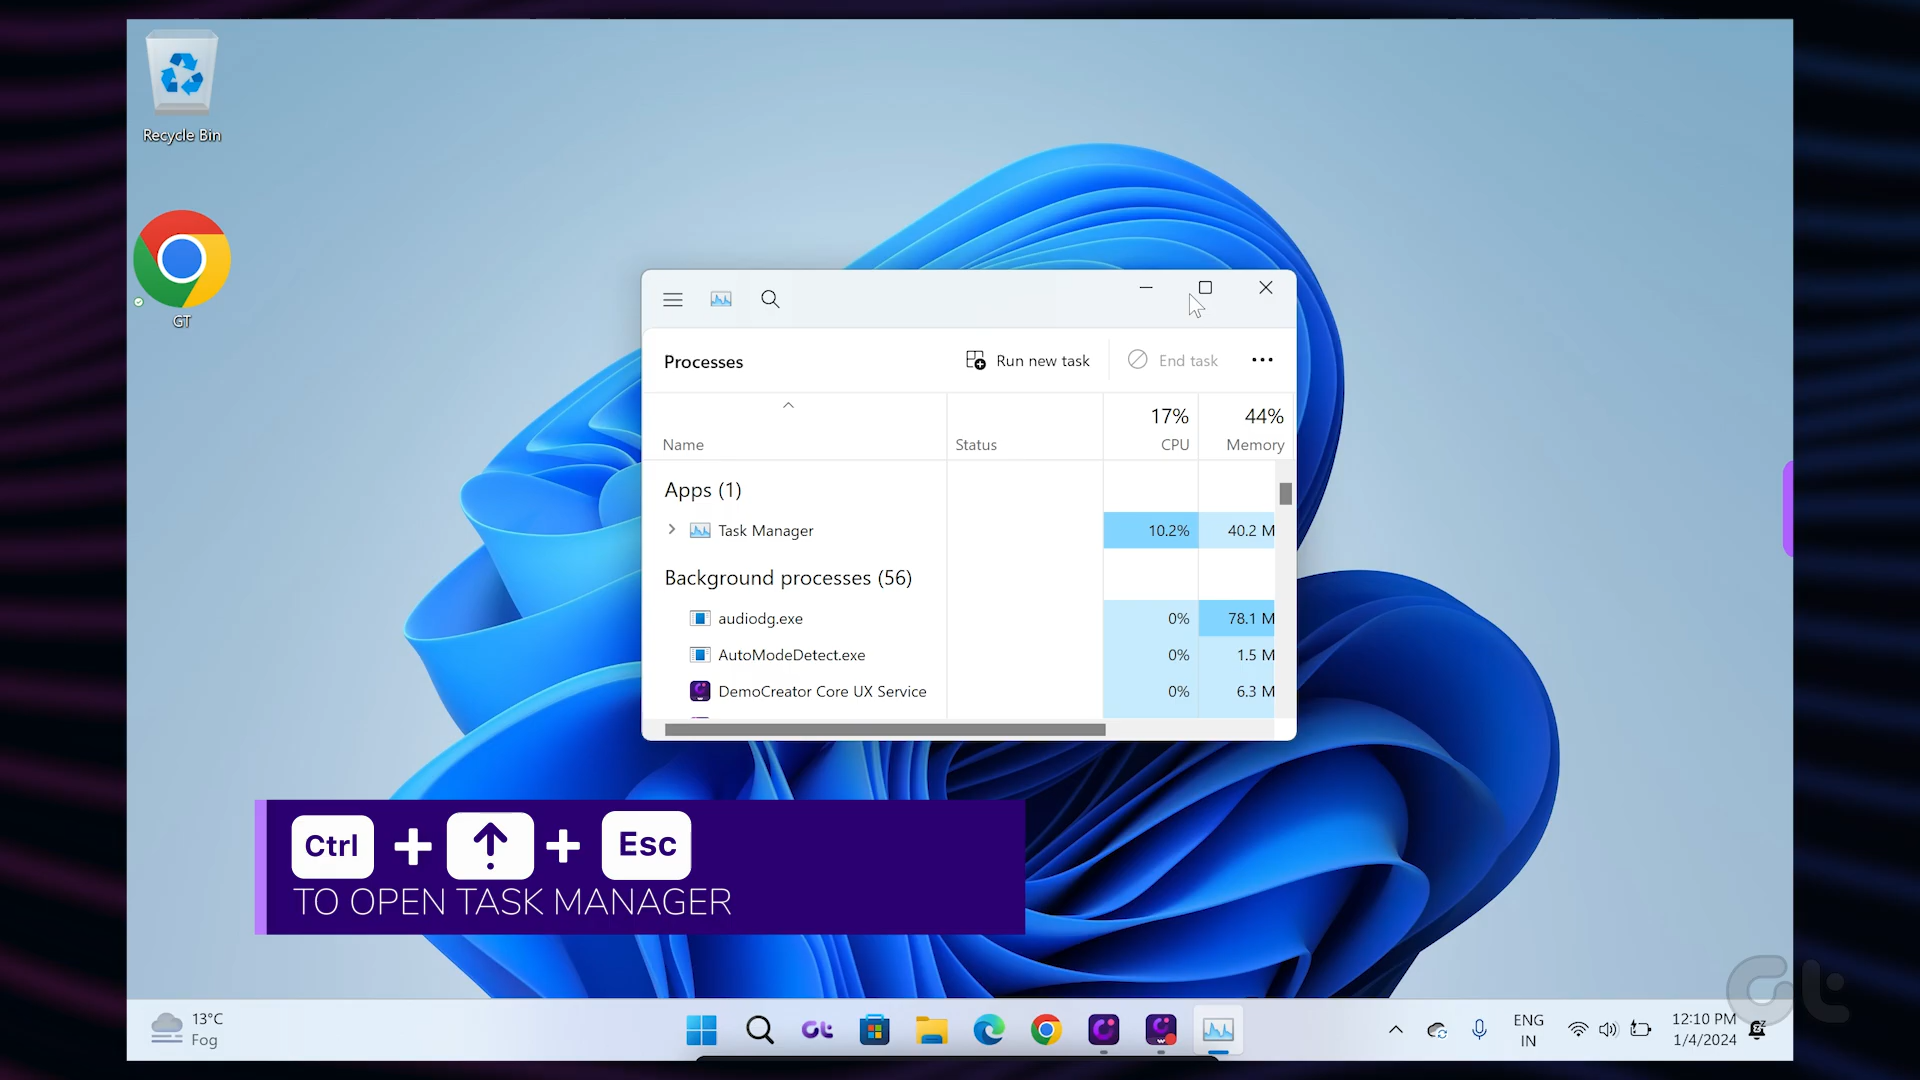 Recycle Bin
GT
Processes
Run new task
End task
17%
44%
Name
Status
CPU
Memory
Apps (1)
Task Manager
10.2%
40.2 M
Background processes (56)
audiodg.exe
0%
78.1 M
AutoModeDetect.exe
0%
1.5 M
DemoCreator Core UX Service
0%
6.3 M
Ctrl + + Esc
TO OPEN TASK MANAGER
13°C
Fog
Gt
ENG
IN
12:10 PM
1/4/2024
Gt